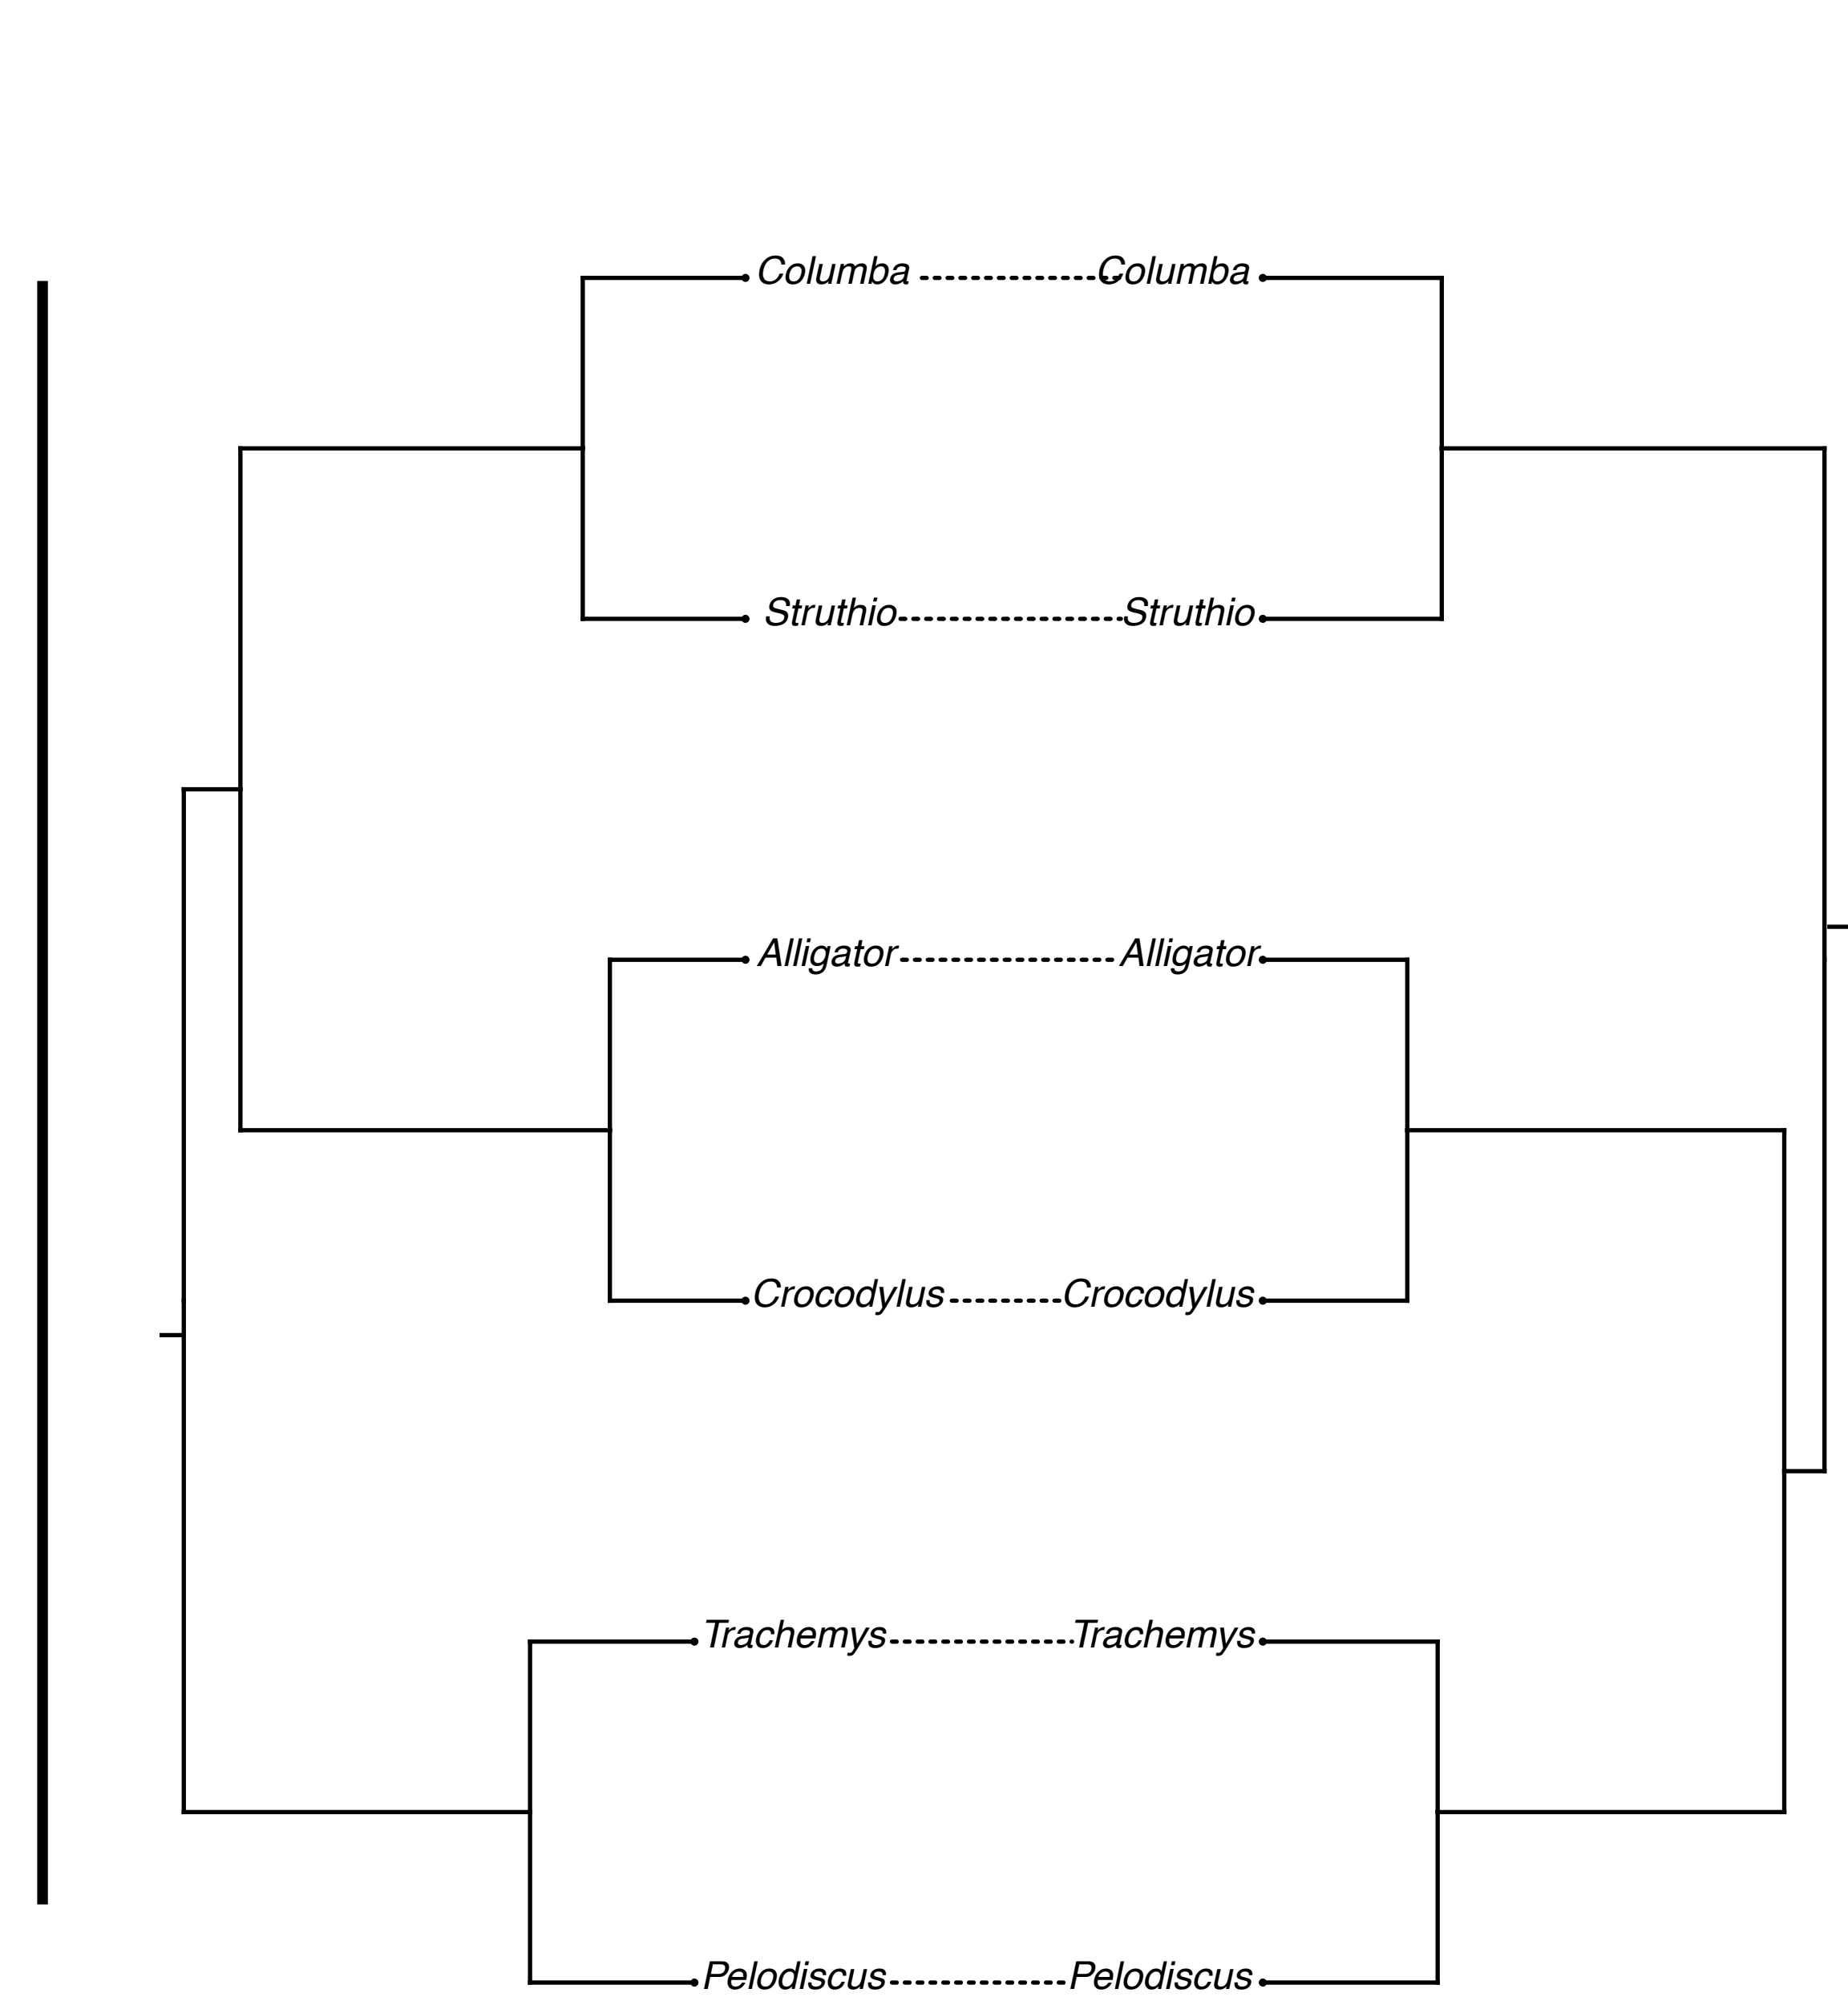 Columba Columba
Struthio Struthio
Alligator Alligator
Crocodylus Crocodylus
Trachemys Trachemys
Pelodiscus Pelodiscus